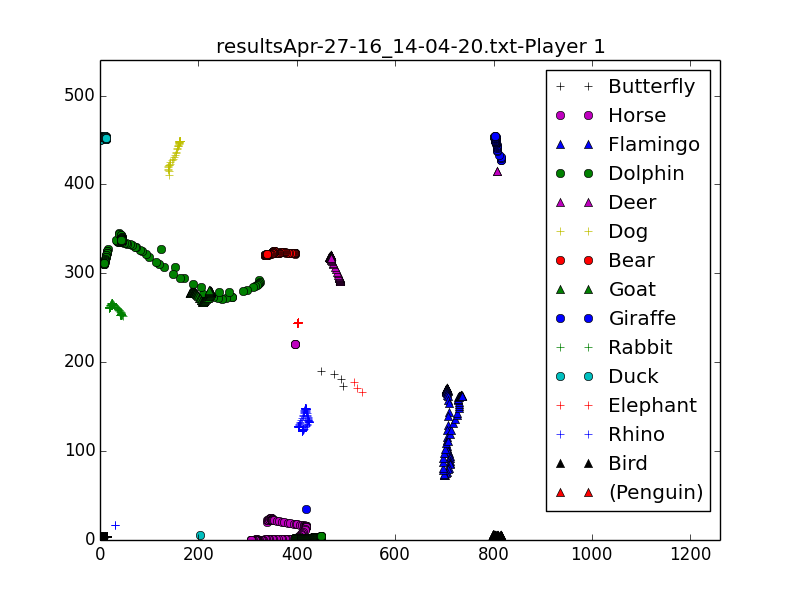 resultsApr-27-16_14-04-20.txt-Player 1
500
400
300
200
100
0
0 200 400 600 800 1000 1200
Butterfly
Horse
Flamingo
Dolphin
Deer
Dog
Bear
Goat
Giraffe
Rabbit
Duck
Elephant
Rhino
Bird
(Penguin)